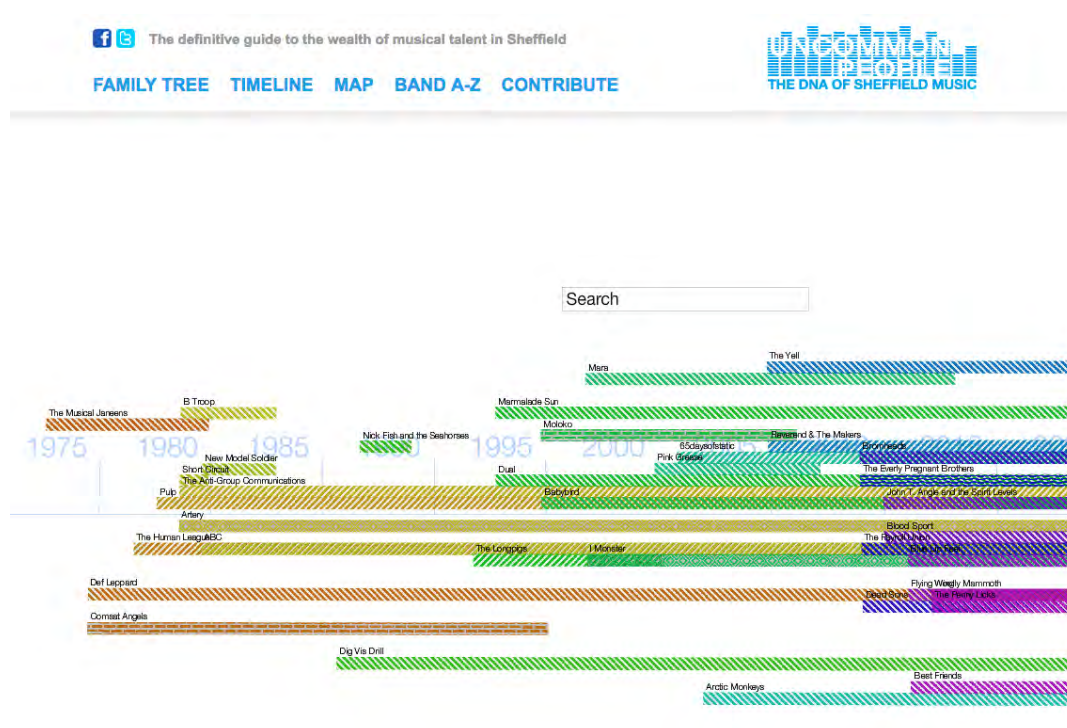 The definitive guide to the wealth of musical talent in Sheffield
UNCOMMON
PEOPLE
THE DNA OF SHEFFIELD MUSIC
FAMILY TREE TIMELINE MAP BAND A-Z CONTRIBUTE
Search
The Yell
Mara
B Troop
Marmalade Sun
The Musical Janeens
Moloko
Nick Fish and the Seahorses
Reverend & The Makers
1975 1980 1985 1995 2000
65daysofstatic
Bromheads
New Model Soldier
Pink Grease
Short Circuit
Dual
The Everly Pregnant Brothers
The Anti-Group Communications
Pulp
Babybird
John T. Angle and the Spirit Levels
Artery
Blood Sport
The Human League
ABC
The Payroll Union
The Longpigs
I Monster
Def Leppard
Flying
Woolly Mammoth
Dead Sons
Comsat Angels
Dig Vis Drill
Best Friends
Arctic Monkeys